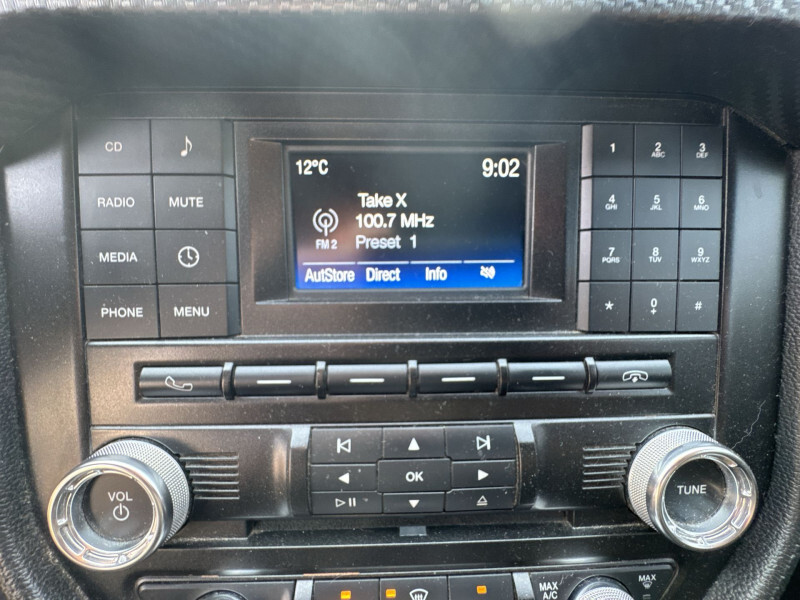 CD
RADIO MUTE
MEDIA
PHONE MENU
12°C 9:02
Take X
100.7 MHz
FM 2 Preset 1
AutoStore Direct Info
1 2 ABC 3 DEF
4 GHI 5 JKL 6 MNO
7 PQRS 8 TUV 9 WXYZ
* 0 + #
VOL
OK
TUNE
MAX A/C
MAX